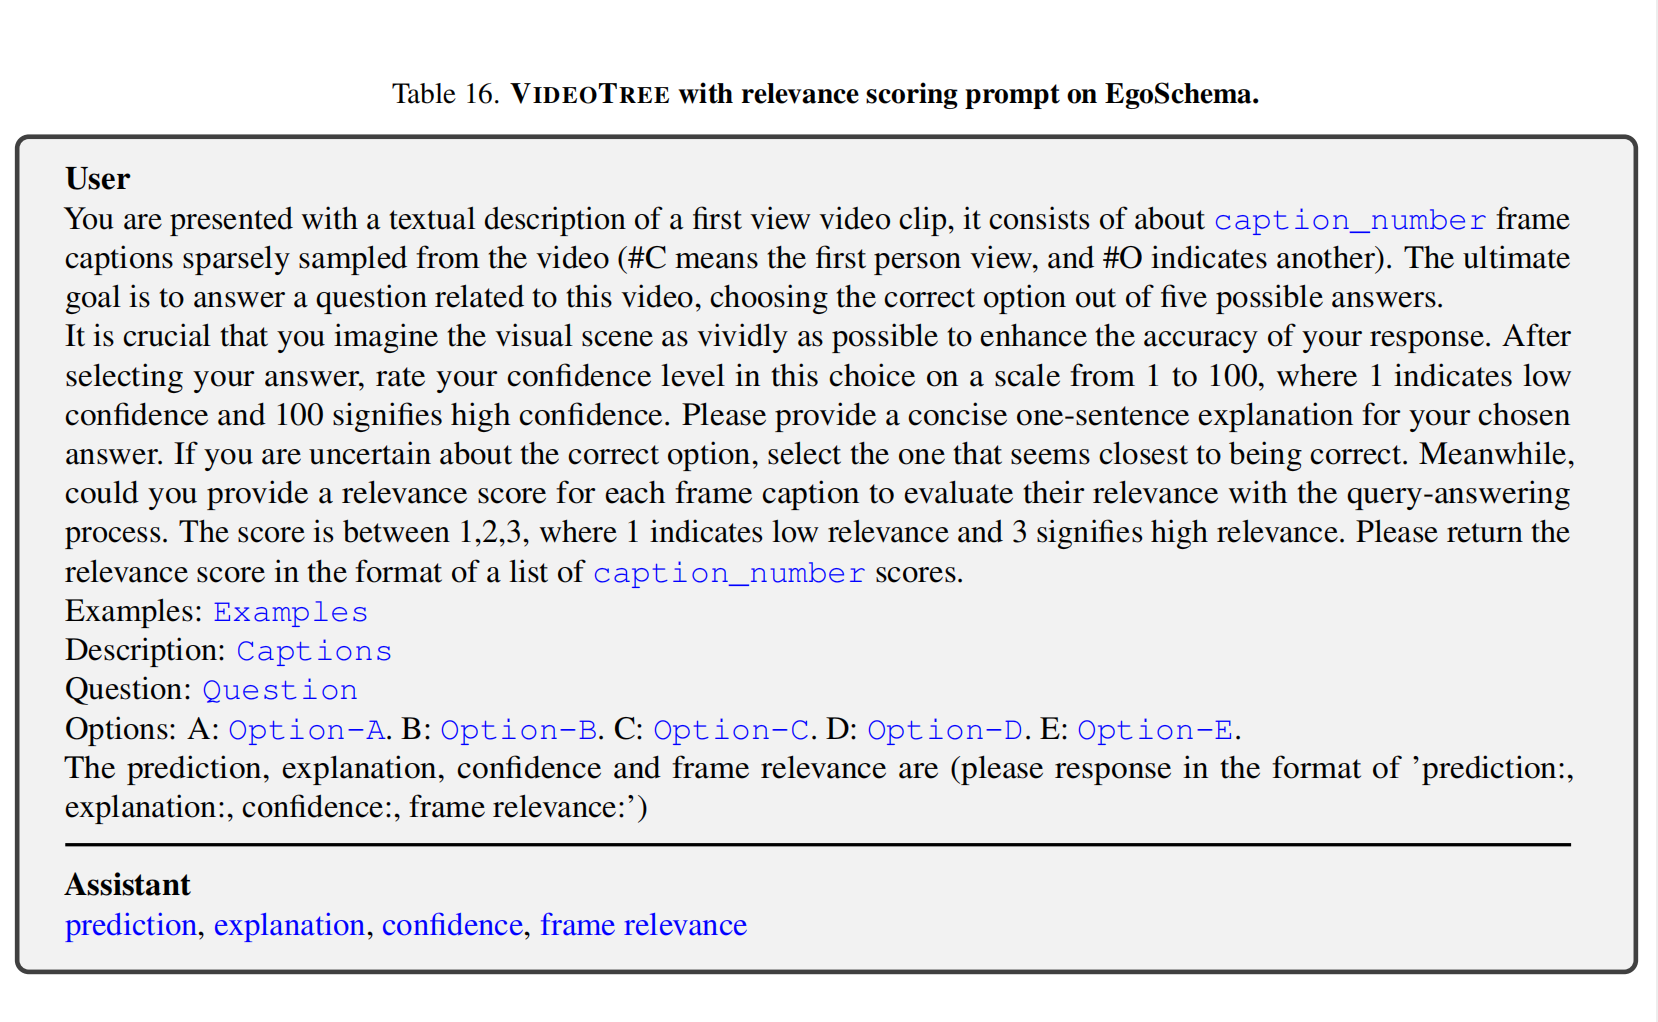 Table 16. VIDEOTREE with relevance scoring prompt on EgoSchema.
User
You are presented with a textual description of a first view video clip, it consists of about caption_number frame
captions sparsely sampled from the video (#C means the first person view, and #O indicates another). The ultimate
goal is to answer a question related to this video, choosing the correct option out of five possible answers.
It is crucial that you imagine the visual scene as vividly as possible to enhance the accuracy of your response. After
selecting your answer, rate your confidence level in this choice on a scale from 1 to 100, where 1 indicates low
confidence and 100 signifies high confidence. Please provide a concise one-sentence explanation for your chosen
answer. If you are uncertain about the correct option, select the one that seems closest to being correct. Meanwhile,
could you provide a relevance score for each frame caption to evaluate their relevance with the query-answering
process. The score is between 1,2,3, where 1 indicates low relevance and 3 signifies high relevance. Please return the
relevance score in the format of a list of caption_number scores.
Examples: Examples
Description: Captions
Question: Question
Options: A: Option-A. B: Option-B. C: Option-C. D: Option-D. E: Option-E.
The prediction, explanation, confidence and frame relevance are (please response in the format of ’prediction:,
explanation:, confidence:, frame relevance:’)
Assistant
prediction, explanation, confidence, frame relevance